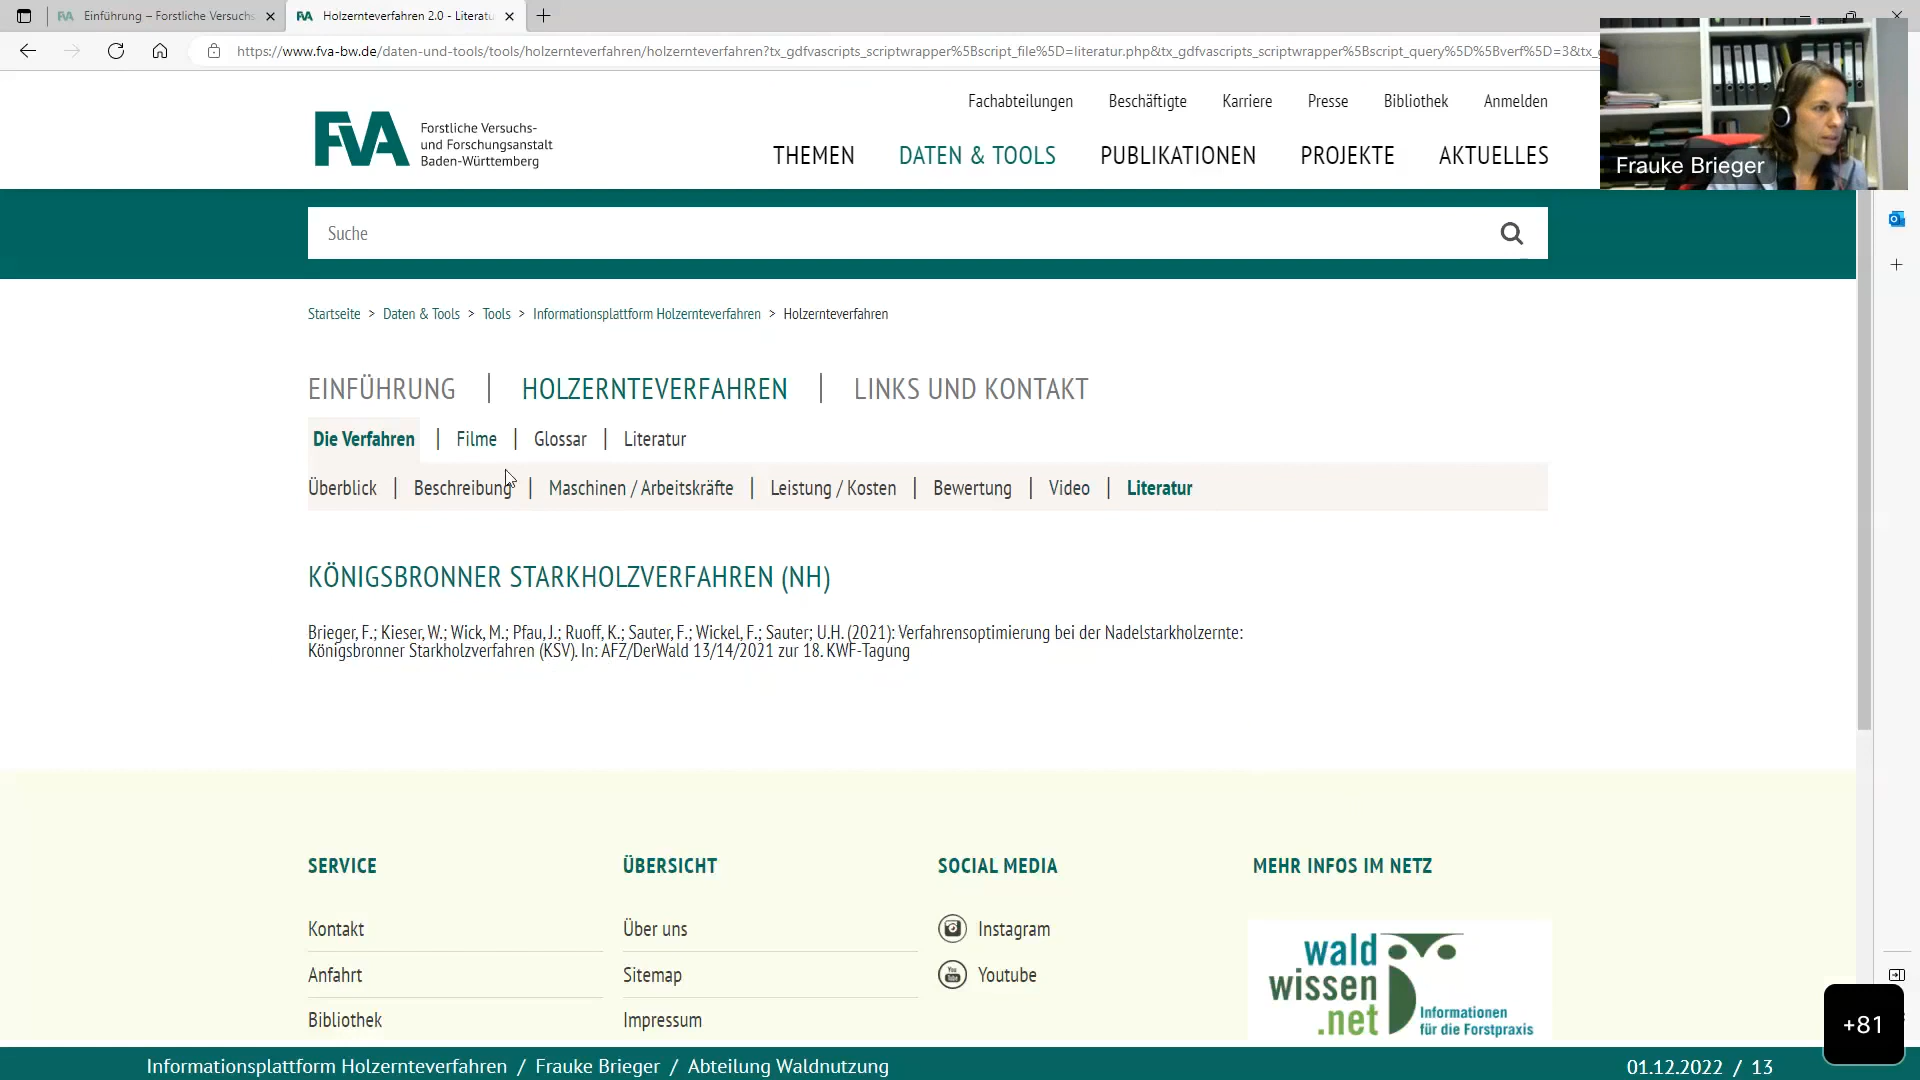 Einführung – Forstliche Versuchs
Holzernteverfahren 2.0 - Literatu
https://www.fva-bw.de/daten-und-tools/tools/holzernteverfahren/holzernteverfahren?tx_gdfvascripts_scriptwrapper%5Bscript_file%5D=literatur.php&tx_gdfvascripts_scriptwrapper%5Bscript_query%5D%5Bverf%5D=3&tx_
Frauke Brieger
FVA
Forstliche Versuchs-
und Forschungsanstalt
Baden-Württemberg
Fachabteilungen Beschäftigte Karriere Presse Bibliothek Anmelden
THEMEN DATEN & TOOLS PUBLIKATIONEN PROJEKTE AKTUELLES
Suche
Startseite > Daten & Tools > Tools > Informationsplattform Holzernteverfahren > Holzernteverfahren
EINFÜHRUNG | HOLZERNTEVERFAHREN | LINKS UND KONTAKT
Die Verfahren | Filme | Glossar | Literatur
Überblick | Beschreibung | Maschinen / Arbeitskräfte | Leistung / Kosten | Bewertung | Video | Literatur
KÖNIGSBRONNER STARKHOLZVERFAHREN (NH)
Brieger, F.; Kieser, W.; Wick, M.; Pfau, J.; Ruoff, K.; Sauter, F.; Wickel, F.; Sauter; U.H. (2021): Verfahrensoptimierung bei der Nadelstarkholzernte:
Königsbronner Starkholzverfahren (KSV). In: AFZ/DerWald 13/14/2021 zur 18. KWF-Tagung
SERVICE ÜBERSICHT SOCIAL MEDIA MEHR INFOS IM NETZ
Kontakt Über uns Instagram
Anfahrt Sitemap Youtube
Bibliothek Impressum
wald
wissen
.net
Informationen
für die Forstpraxis
+81
Informationsplattform Holzernteverfahren / Frauke Brieger / Abteilung Waldnutzung
01.12.2022 / 13